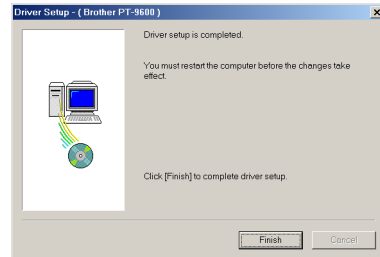 Driver Setup - ( Brother PT-9600 )
Driver setup is completed.
You must restart the computer before the changes take
effect.
Click [Finish] to complete driver setup.
Finish
Cancel